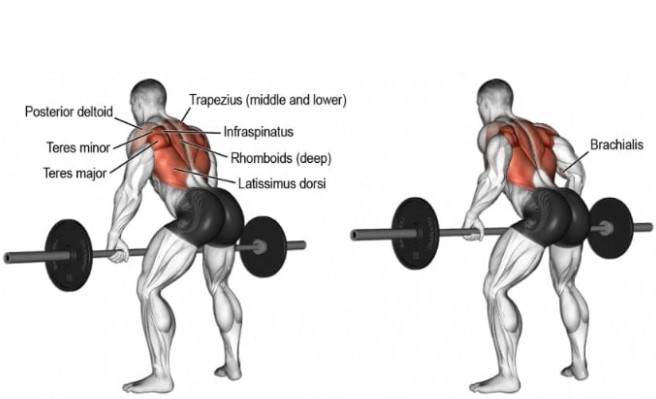 Trapezius (middle and lower)
Posterior deltoid
Infraspinatus
Teres minor
Rhomboids (deep)
Teres major
Latissimus dorsi
Brachialis